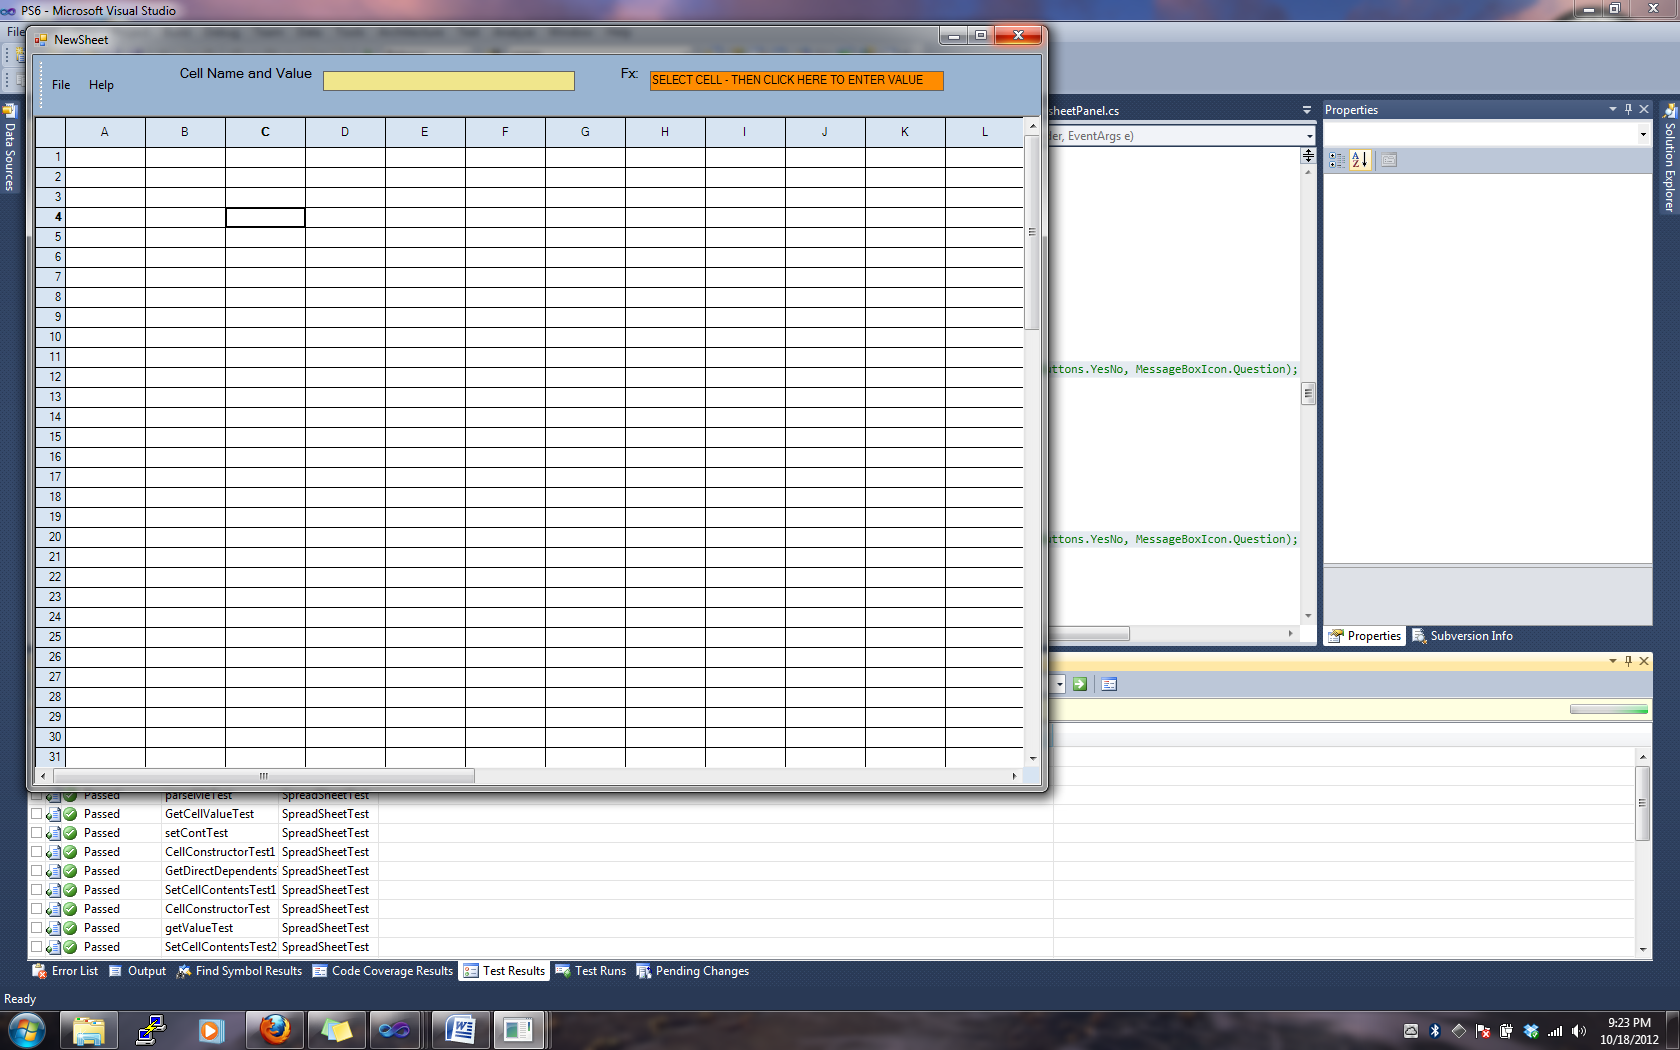 PS6 - Microsoft Visual Studio
File
NewSheet
File
Help
Cell Name and Value
Fx:
SELECT CELL - THEN CLICK HERE TO ENTER VALUE
A B C D E F G H I J K L
1
2
3
4
5
6
7
8
9
10
11
12
13
14
15
16
17
18
19
20
21
22
23
24
25
26
27
28
29
30
31
Data Sources
sheetPanel.cs
der, EventArgs e)
uttons.YesNo, MessageBoxIcon.Question);
uttons.YesNo, MessageBoxIcon.Question);
Properties
Solution Explorer
Properties
Subversion Info
Passed parseMeTest SpreadSheetTest
Passed GetCellValueTest SpreadSheetTest
Passed setContTest SpreadSheetTest
Passed CellConstructorTest1 SpreadSheetTest
Passed GetDirectDependents SpreadSheetTest
Passed SetCellContentsTest1 SpreadSheetTest
Passed CellConstructorTest SpreadSheetTest
Passed getValueTest SpreadSheetTest
Passed SetCellContentsTest2 SpreadSheetTest
Error List Output Find Symbol Results Code Coverage Results Test Results Test Runs Pending Changes
Ready
9:23 PM
10/18/2012